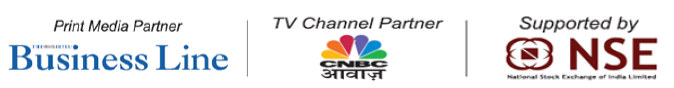 Print Media Partner
Business Line
TV Channel Partner
CNBC
आवाज़
Supported by
NSE
National Stock Exchange of India Limited